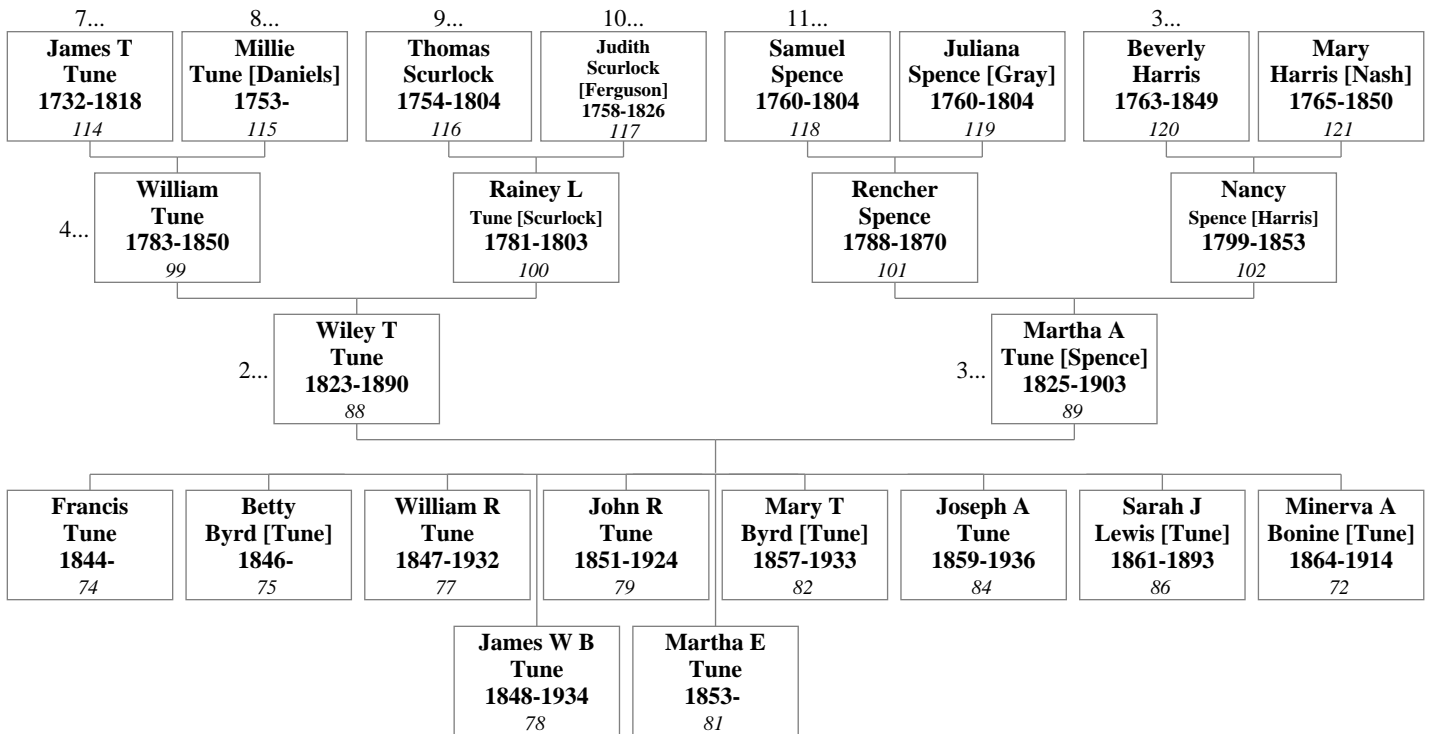 7...
8...
9...
10...
11...
3...
James T
Tune
1732-1818
114
Millie
Tune [Daniels]
1753-
115
Thomas
Scurlock
1754-1804
116
Judith
Scurlock
[Ferguson]
1758-1826
117
Samuel
Spence
1760-1804
118
Juliana
Spence [Gray]
1760-1804
119
Beverly
Harris
1763-1849
120
Mary
Harris [Nash]
1765-1850
121
4...
William
Tune
1783-1850
99
Rainey L
Tune [Scurlock]
1781-1803
100
Rencher
Spence
1788-1870
101
Nancy
Spence [Harris]
1799-1853
102
2...
Wiley T
Tune
1823-1890
88
3...
Martha A
Tune [Spence]
1825-1903
89
Francis
Tune
1844-
74
Betty
Byrd [Tune]
1846-
75
William R
Tune
1847-1932
77
John R
Tune
1851-1924
79
Mary T
Byrd [Tune]
1857-1933
82
Joseph A
Tune
1859-1936
84
Sarah J
Lewis [Tune]
1861-1893
86
Minerva A
Bonine [Tune]
1864-1914
72
James W B
Tune
1848-1934
78
Martha E
Tune
1853-
81